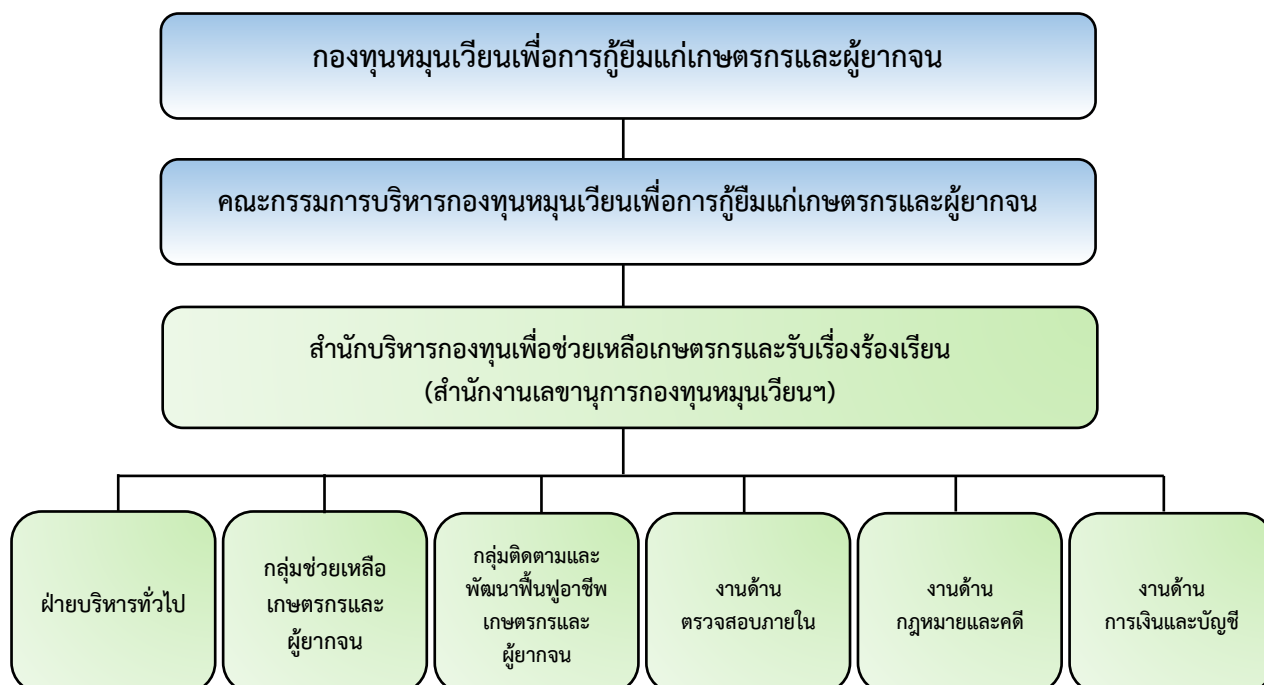 กองทุนหมุนเวียนเพื่อการกู้ยืมแก่เกษตรกรและผู้ยากจน
คณะกรรมการบริหารกองทุนหมุนเวียนเพื่อการกู้ยืมแก่เกษตรกรและผู้ยากจน
สำนักบริหารกองทุนเพื่อช่วยเหลือเกษตรกรและรับเรื่องร้องเรียน
(สำนักงานเลขานุการกองทุนหมุนเวียนฯ)
ฝ่ายบริหารทั่วไป
กลุ่มช่วยเหลือ
เกษตรกรและ
ผู้ยากจน
กลุ่มติดตามและ
พัฒนาฟื้นฟูอาชีพ
เกษตรกรและ
ผู้ยากจน
งานด้าน
ตรวจสอบภายใน
งานด้าน
กฎหมายและคดี
งานด้าน
การเงินและบัญชี